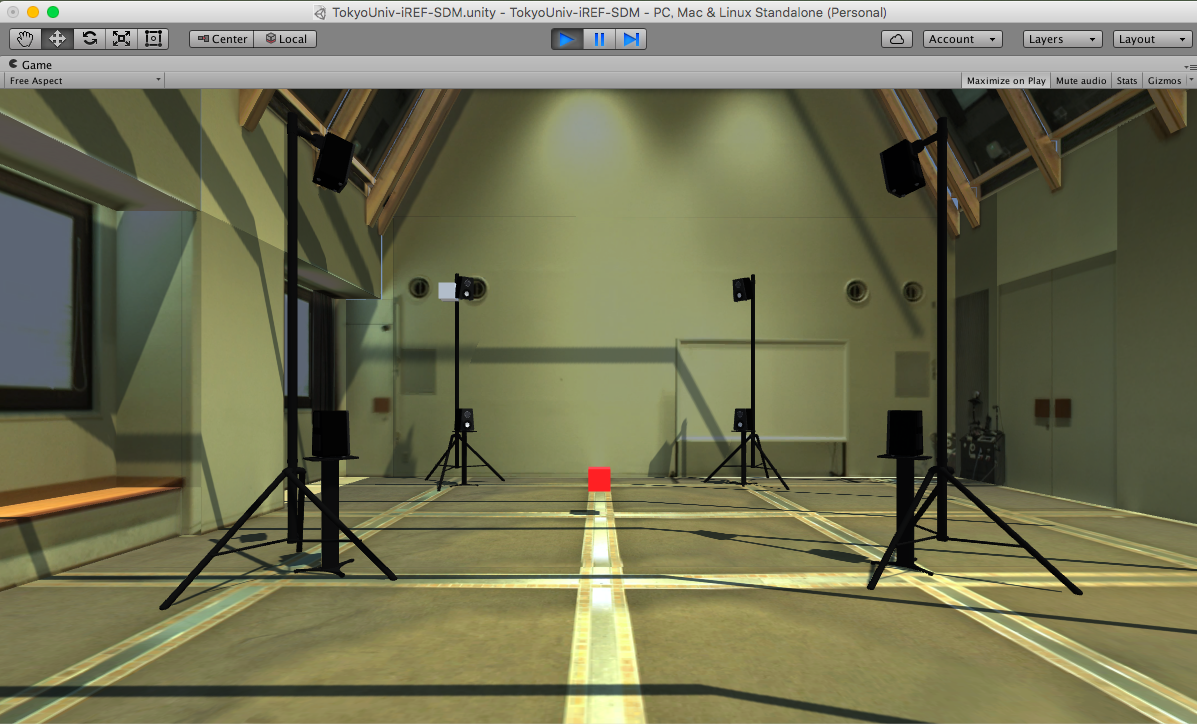 TokyoUniv-iREF-SDM.unity - TokyoUniv-iREF-SDM - PC, Mac & Linux Standalone (Personal)
Center Local Account Layers Layout
Game
Free Aspect Maximize on Play Mute audio Stats Gizmos